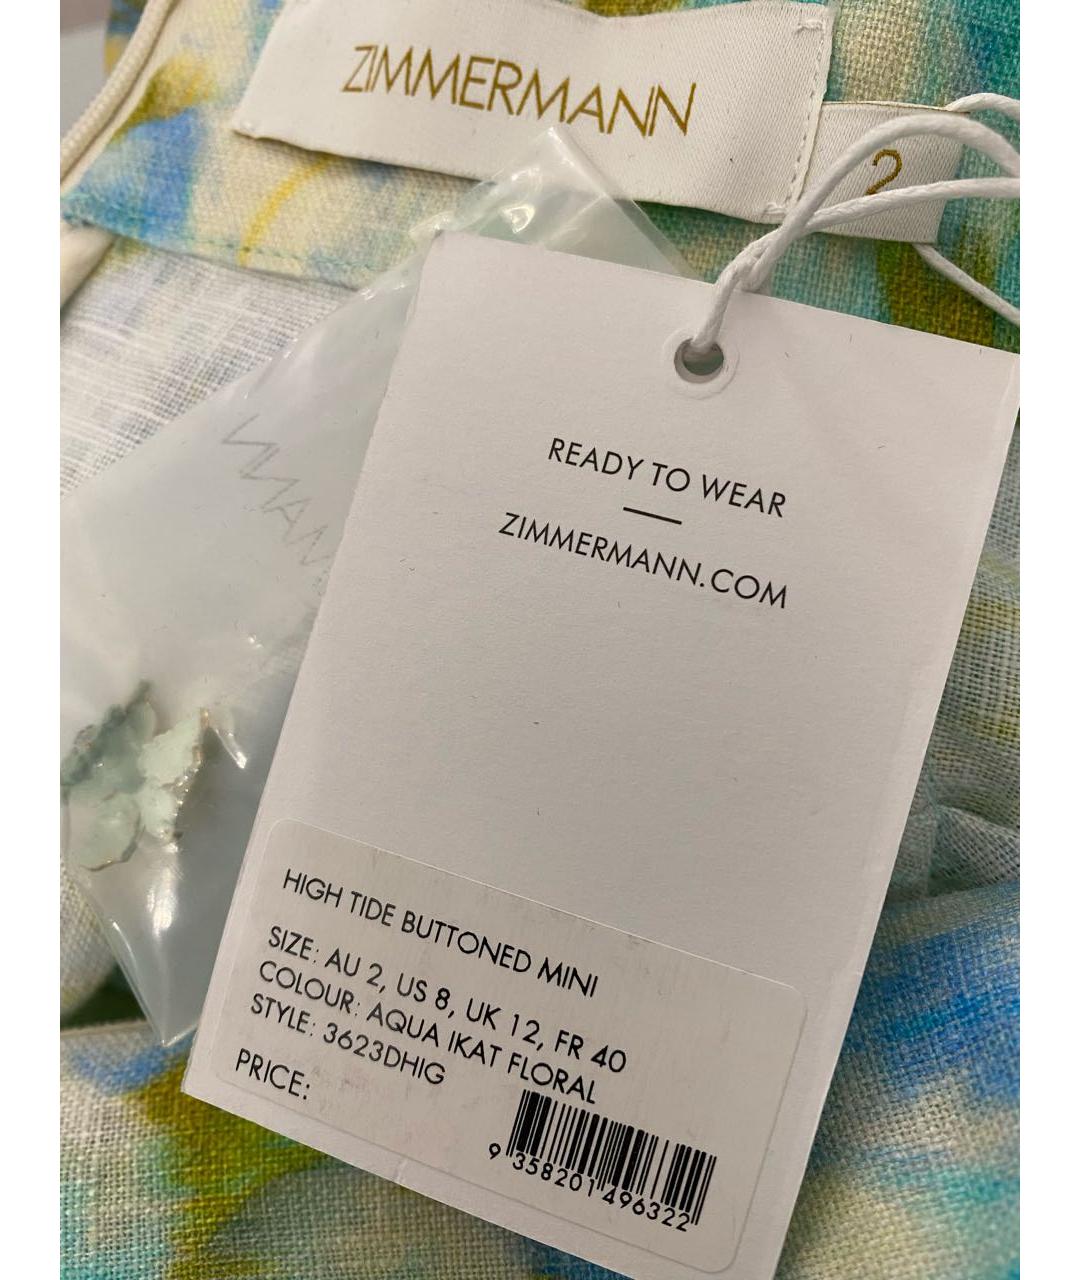 ZIMMERMANN
2
READY TO WEAR
ZIMMERMANN.COM
HIGH TIDE BUTTONED MINI
SIZE: AU 2, US 8, UK 12, FR 40
COLOUR: AQUA IKAT FLORAL
STYLE: 3623DHIG
PRICE:
9 358201 496322